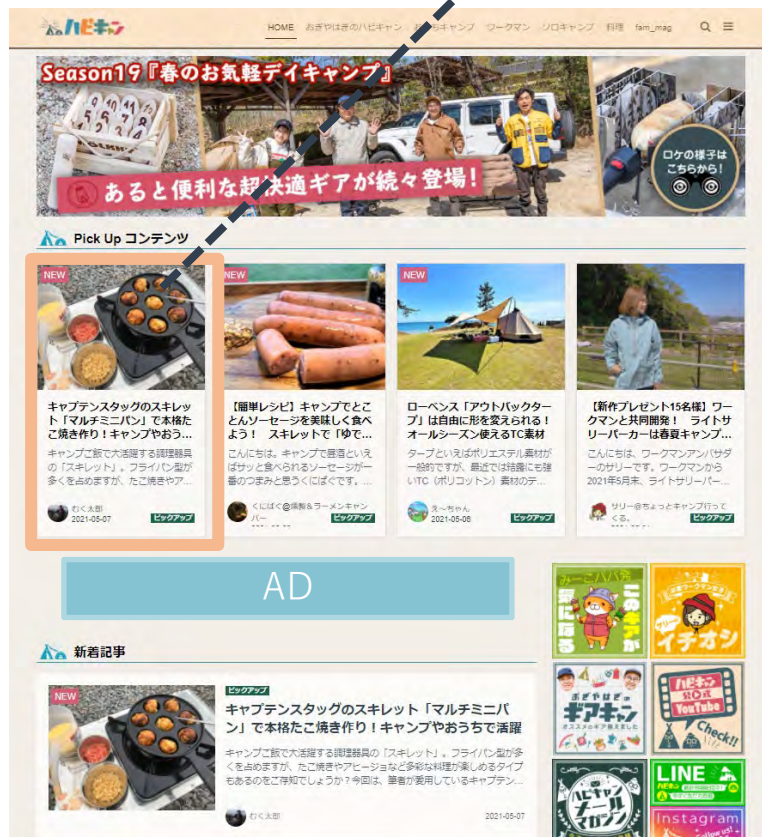 ハピキャン
HOME
おぎやはぎのハピキャン
ワークマン
ソロキャンプ
料理
fam_mag
Season19『春のお気軽デイキャンプ』
あると便利な超快適ギアが続々登場!
ロケの様子は
こちらから!
Pick Up コンテンツ
NEW
キャプテンスタッグのスキレッ
ト「マルチミニパン」で本格た
こ焼き作り!キャンプやおう...
キャンプご飯で大活躍する調理器具
の「スキレット」。フライパン型が
多くを占めますが、たこ焼きやア...
むく太郎
2021-05-07
ピックアップ
NEW
【簡単レシピ】キャンプでとこ
とんソーセージを美味しく食べ
よう! スキレットで「ゆで...
こんにちは。キャンプで昼酒といえ
ばサッと食べられるソーセージが一
番のつまみと思うくにぱぐです。...
くにぱぐ@燻製&ラーメンキャン
パー
ピックアップ
NEW
ローベンス「アウトバックター
プ」は自由に形を変えられる!
オールシーズン使えるTC素材
タープといえばポリエステル素材が
一般的ですが、最近では結露にも強
いTC(ポリコットン)素材のテ...
え~ちゃん
2021-05-08
ピックアップ
【新作プレゼント15名様】ワー
クマンと共同開発! ライトサ
リーパーカーは春夏キャンプ...
こんにちは、ワークマンアンバサダ
ーのサリーです。ワークマンから
2021年5月末、ライトサリーパー...
サリー@ちょっとキャンプ行って
くる。
ピックアップ
AD
新着記事
NEW
ピックアップ
キャプテンスタッグのスキレット「マルチミニパ
ン」で本格たこ焼き作り!キャンプやおうちで活躍
キャンプご飯で大活躍する調理器具の「スキレット」。フライパン型が多
くを占めますが、たこ焼きやアヒージョなど多彩な料理が楽しめるタイプ
もあるのをご存知でしょうか?今回は、筆者が愛用しているキャプテン...
むく太郎
2021-05-07
みーこパパ発
このギアが
気になる
サリー
イチオシ
おぎやはぎの
ギアキャン
ハピキャン
公式
YouTube
Check!!
ハピキャン
メール
マガジン
LINE
Instagram
Follow us!